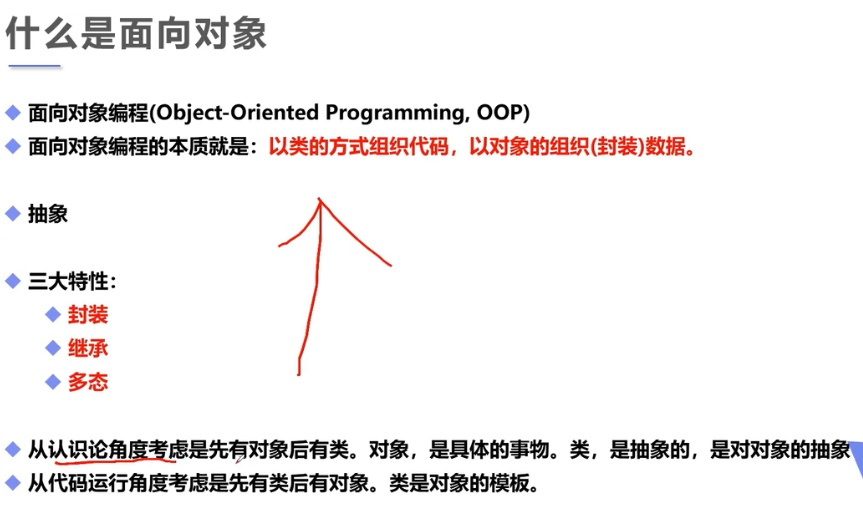 什么是面向对象
面向对象编程(Object-Oriented Programming, OOP)
面向对象编程的本质就是：以类的方式组织代码，以对象的组织(封装)数据。
抽象
三大特性：
封装
继承
多态
从认识论角度考虑是先有对象后有类。对象，是具体的事物。类，是抽象的，是对对象的抽象
从代码运行角度考虑是先有类后有对象。类是对象的模板。